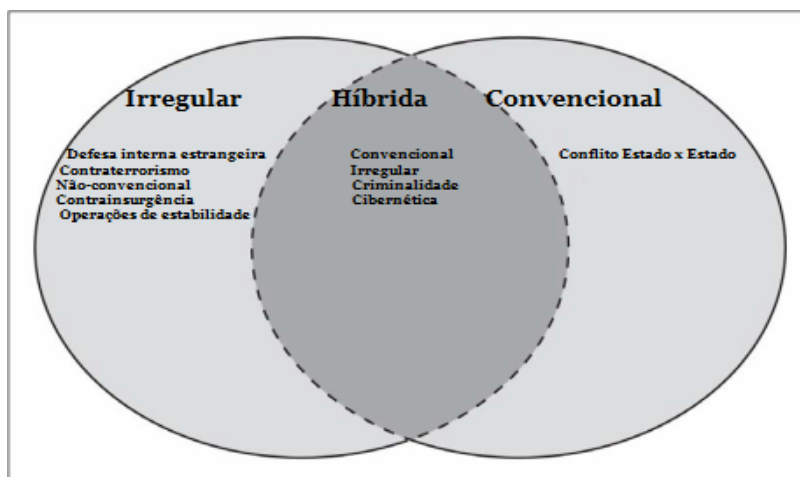 Irregular
Defesa interna estrangeira
Contraterrorismo
Não-convencional
Contrainsurgência
Operações de estabilidade
Híbrida
Convencional
Irregular
Criminalidade
Cibernética
Convencional
Conflito Estado x Estado